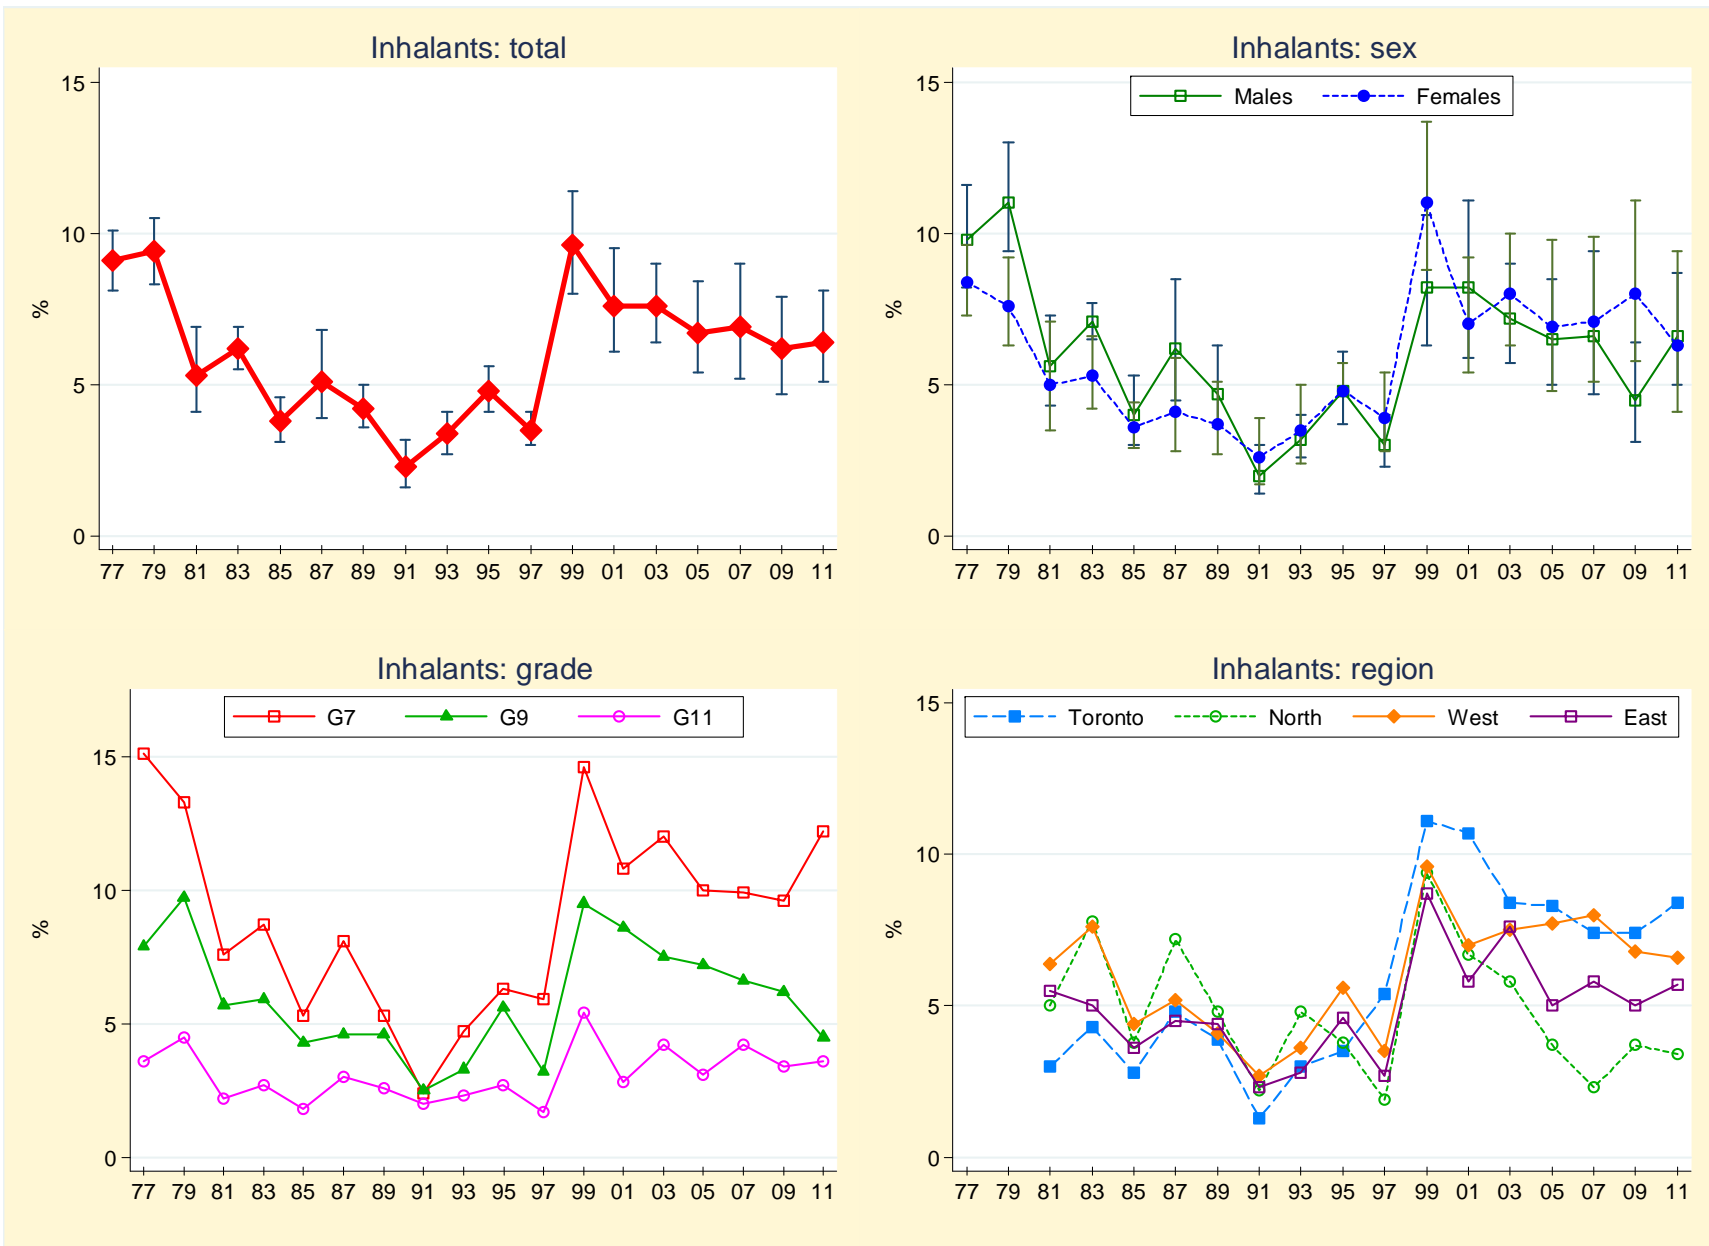 Inhalants: total
15
10
5
0
%
77 79 81 83 85 87 89 91 93 95 97 99 01 03 05 07 09 11
Inhalants: sex
Males Females
15
10
5
0
%
77 79 81 83 85 87 89 91 93 95 97 99 01 03 05 07 09 11
Inhalants: grade
G7 G9 G11
15
10
5
0
%
77 79 81 83 85 87 89 91 93 95 97 99 01 03 05 07 09 11
Inhalants: region
Toronto North West East
15
10
5
0
%
77 79 81 83 85 87 89 91 93 95 97 99 01 03 05 07 09 11